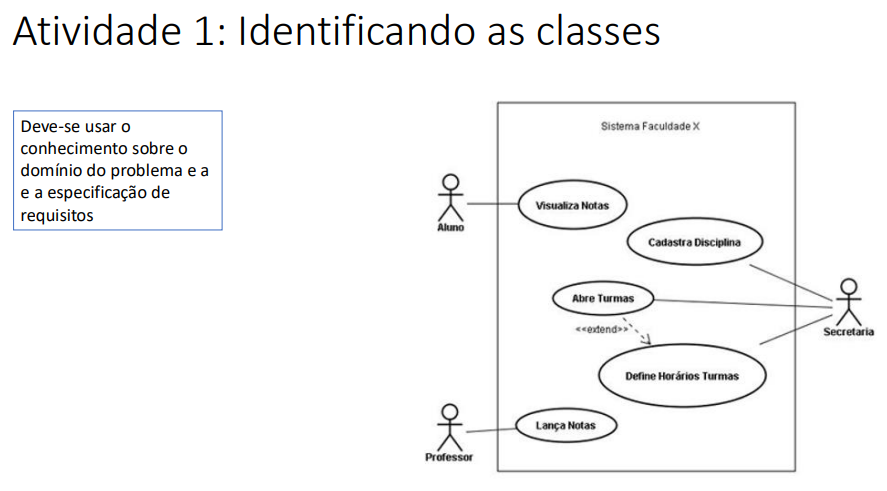 Atividade 1: Identificando as classes
Deve-se usar o
conhecimento sobre o
domínio do problema e a
e a especificação de
requisitos
Sistema Faculdade X
Visualiza Notas
Aluno
Cadastra Disciplina
Abre Turmas
Secretaria
<<extend>>
Define Horários Turmas
Lança Notas
Professor